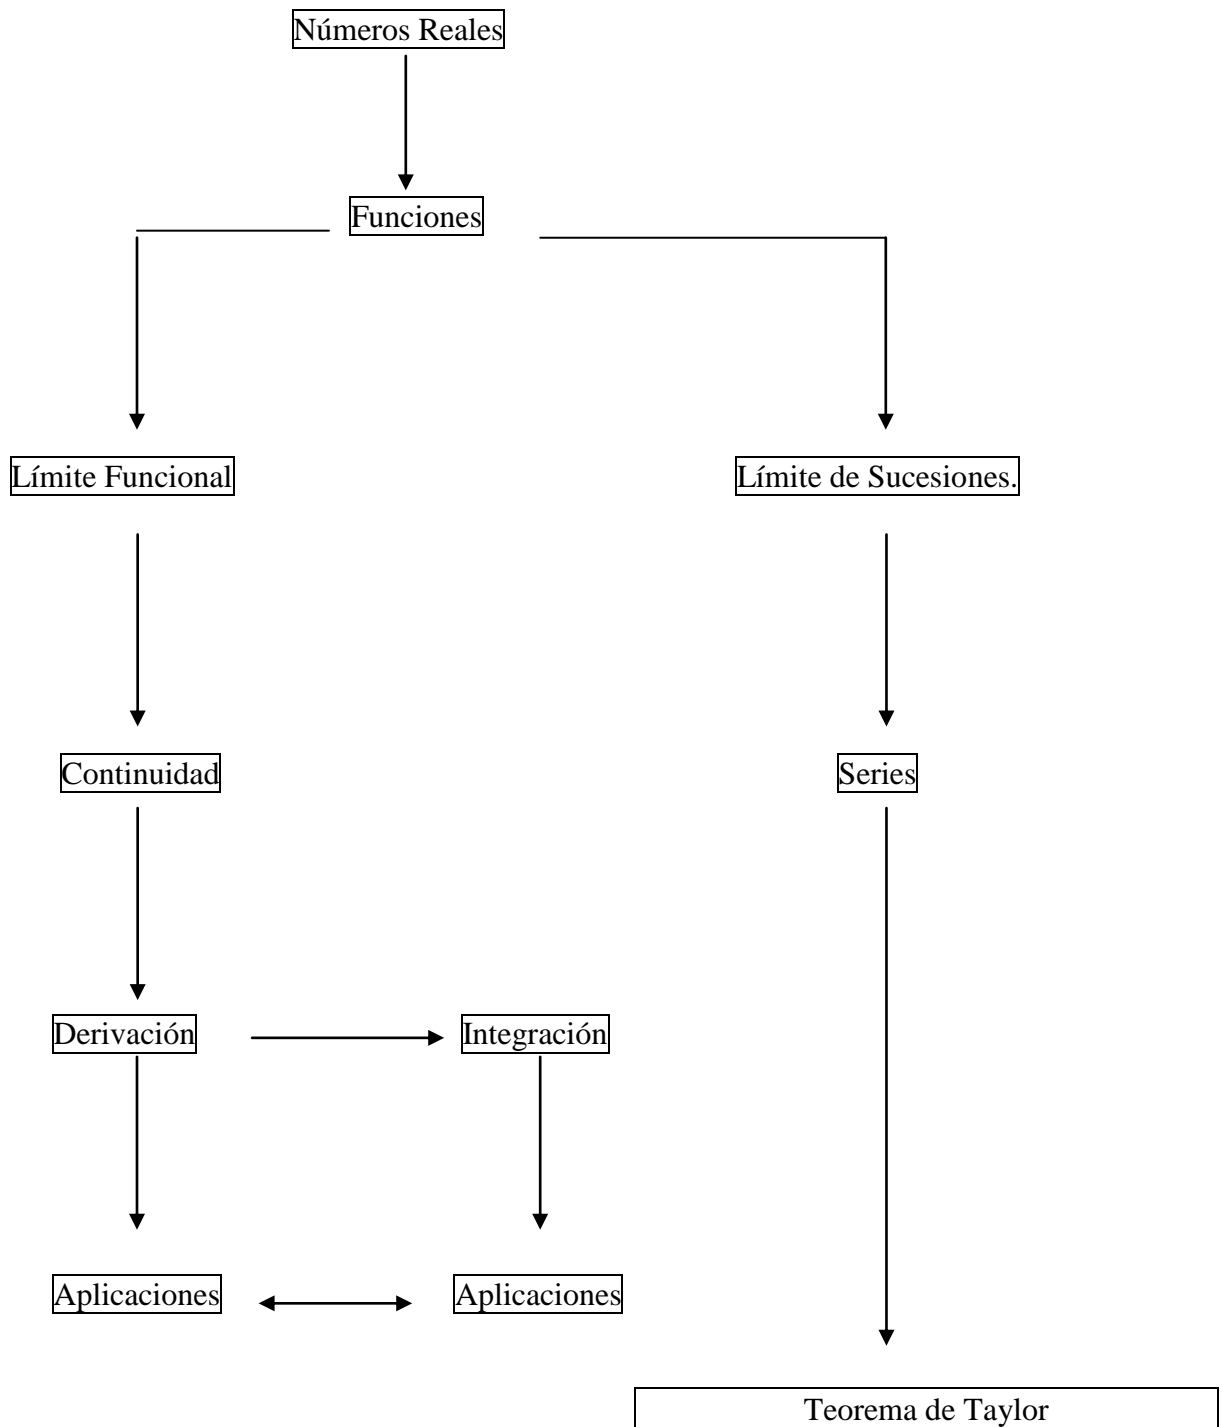 Números Reales
Funciones
Límite Funcional
Límite de Sucesiones.
Continuidad
Series
Derivación
Integración
Aplicaciones
Aplicaciones
Teorema de Taylor